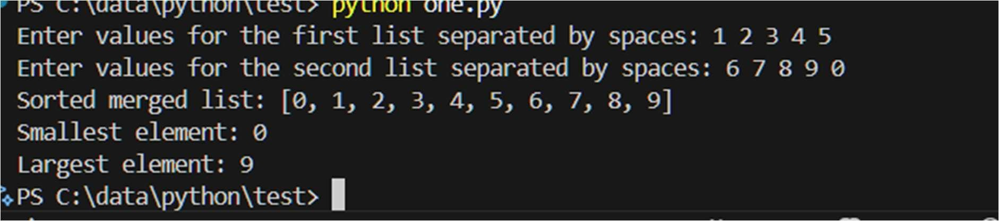 PS C:\data\python\test> python one.py
Enter values for the first list separated by spaces: 1 2 3 4 5
Enter values for the second list separated by spaces: 6 7 8 9 0
Sorted merged list: [0, 1, 2, 3, 4, 5, 6, 7, 8, 9]
Smallest element: 0
Largest element: 9
PS C:\data\python\test>